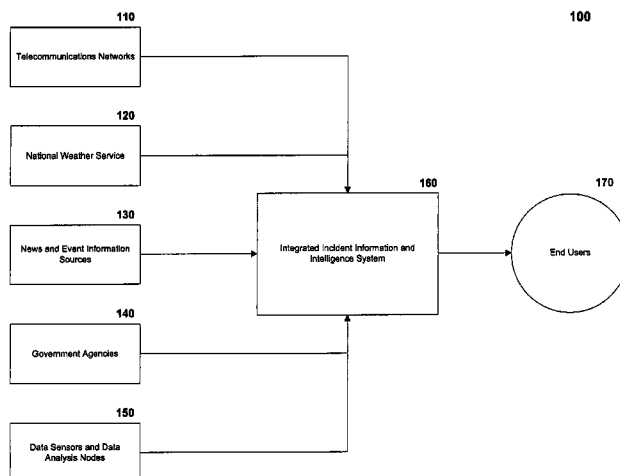 110
100
Telecommunications Networks
120
National Weather Service
160
170
130
News and Event Information
Sources
Integrated Incident Information and
Intelligence System
End Users
140
Government Agencies
150
Data Sensors and Data
Analysis Nodes